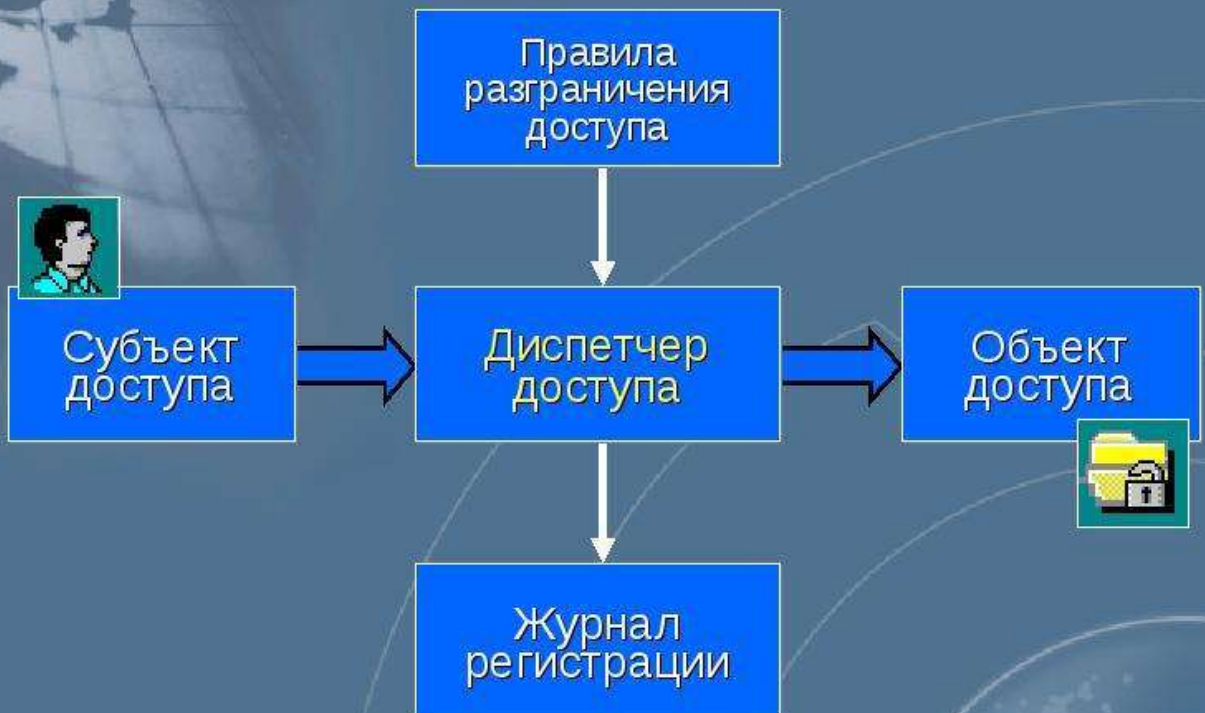 Правила
разграничения
доступа
Субъект
доступа
Диспетчер
доступа
Объект
доступа
Журнал
регистрации